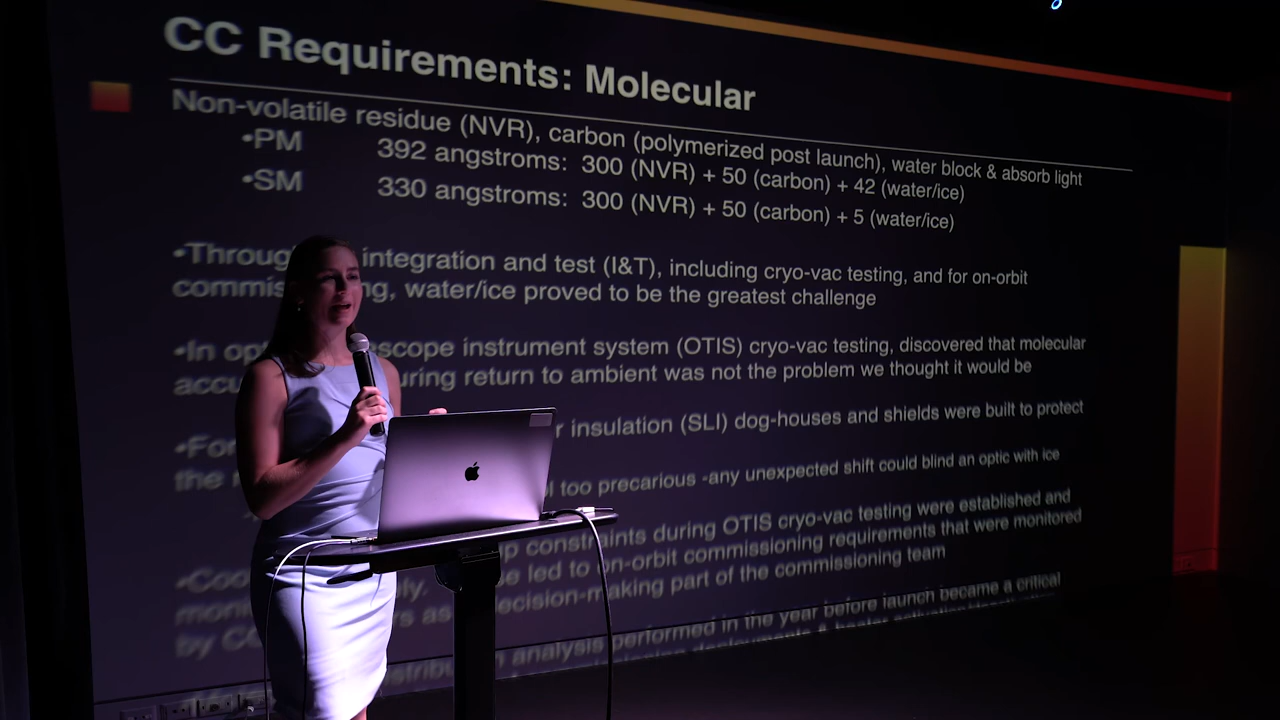 CC Requirements: Molecular
Non-volatile residue (NVR), carbon (polymerized post launch), water block & absorb light
•PM 392 angstroms: 300 (NVR) + 50 (carbon) + 42 (water/ice)
•SM 330 angstroms: 300 (NVR) + 50 (carbon) + 5 (water/ice)
integration and test (I&T), including cryo-vac testing, and for on-orbit
water/ice proved to be the greatest challenge
•In instrument system (OTIS) cryo-vac testing, discovered that molecular
return to ambient was not the problem we thought it would be
insulation (SLI) dog-houses and shields were built to protect
the too precarious -any unexpected shift could blind an optic with ice
constraints during OTIS cryo-vac testing were established and
led to on-orbit commissioning requirements that were monitored
by part of the commissioning team
analysis performed in the year before launch became a critical